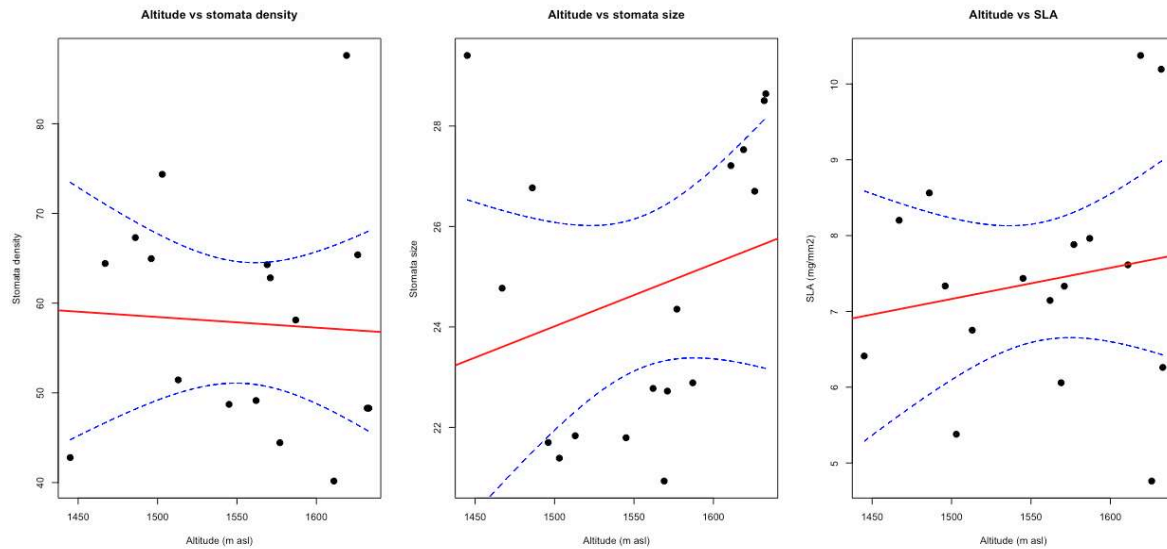 Altitude vs stomata density
Stomata density
80
70
60
50
40
1450 1500 1550 1600
Altitude (m asl)
Altitude vs stomata size
Stomata size
28
26
24
22
1450 1500 1550 1600
Altitude (m asl)
Altitude vs SLA
SLA (mg/mm2)
10
9
8
7
6
5
1450 1500 1550 1600
Altitude (m asl)